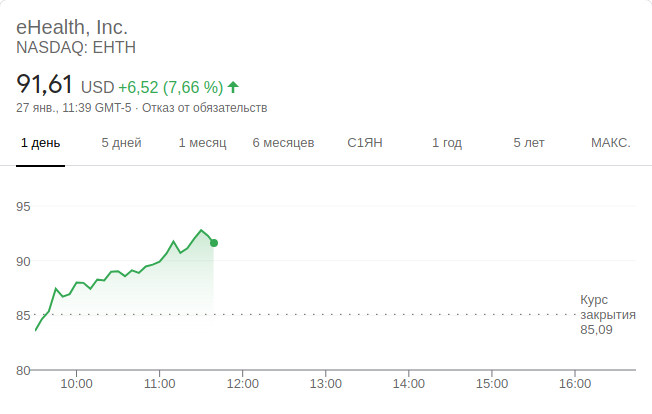 eHealth, Inc.
NASDAQ: EHTH
91,61 USD +6,52 (7,66 %)
27 янв., 11:39 GMT-5 · Отказ от обязательств
1 день 5 дней 1 месяц 6 месяцев С1ЯН 1 год 5 лет МАКС.
95
90
85
80
Курс
закрытия
85,09
10:00 11:00 12:00 13:00 14:00 15:00 16:00